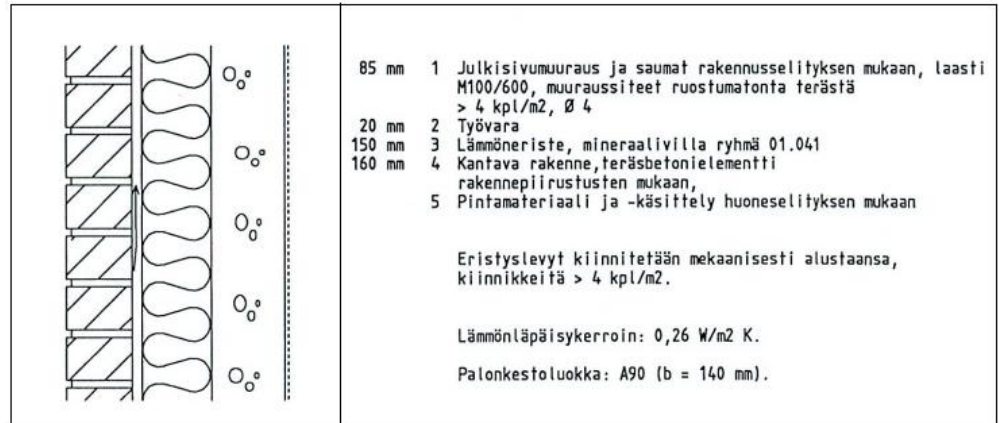 85 mm 1 Julkisivumuuraus ja saumat rakennusselityksen mukaan, laasti
M100/600, muuraussiteet ruostumatonta terästä
> 4 kpl/m2, Ø 4
20 mm 2 Työvara
150 mm 3 Lämmöneriste, mineraalivilla ryhmä 01.041
160 mm 4 Kantava rakenne,teräsbetonielementti
rakennepiirustusten mukaan,
5 Pintamateriaali ja -käsittely huoneselityksen mukaan
Eristyslevyt kiinnitetään mekaanisesti alustaansa,
kiinnikkeitä > 4 kpl/m2.
Lämmönläpäisykerroin: 0,26 W/m2 K.
Palonkestoluokka: A90 (b = 140 mm).